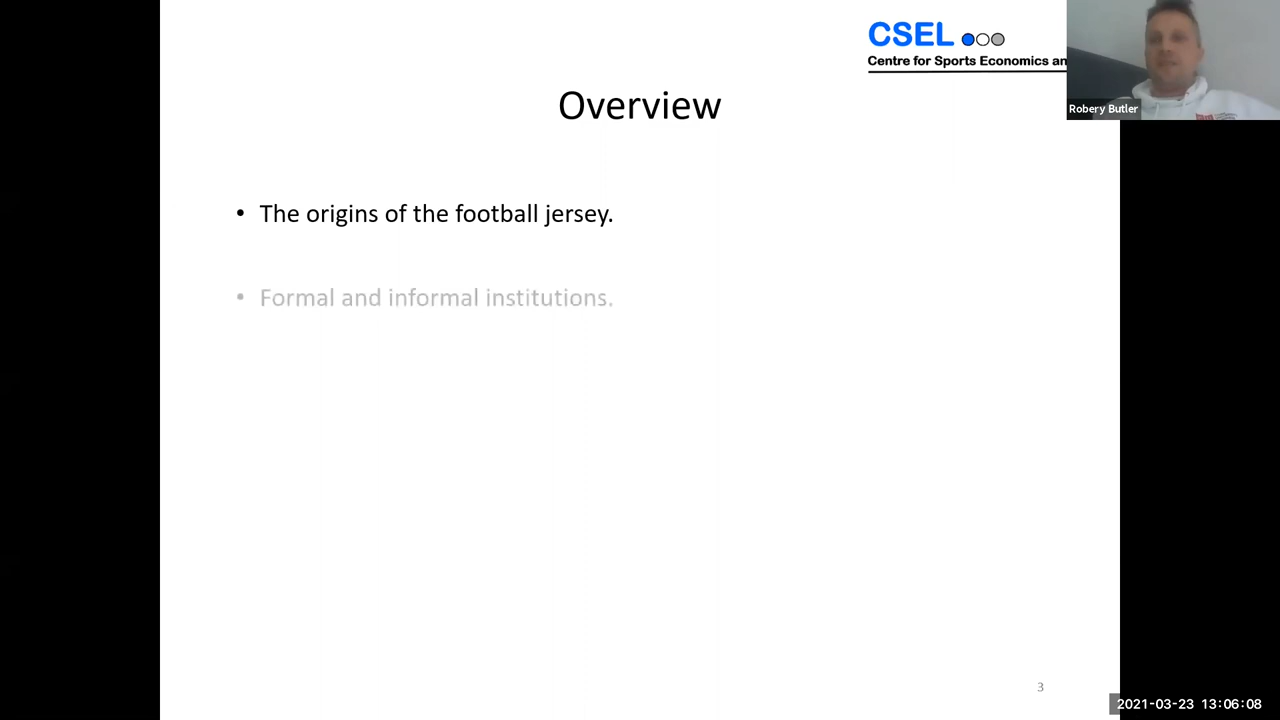 CSEL
Centre for Sports Economics an
Robery Butler
Overview
• The origins of the football jersey.
• Formal and informal institutions.
3
2021-03-23 13:06:08